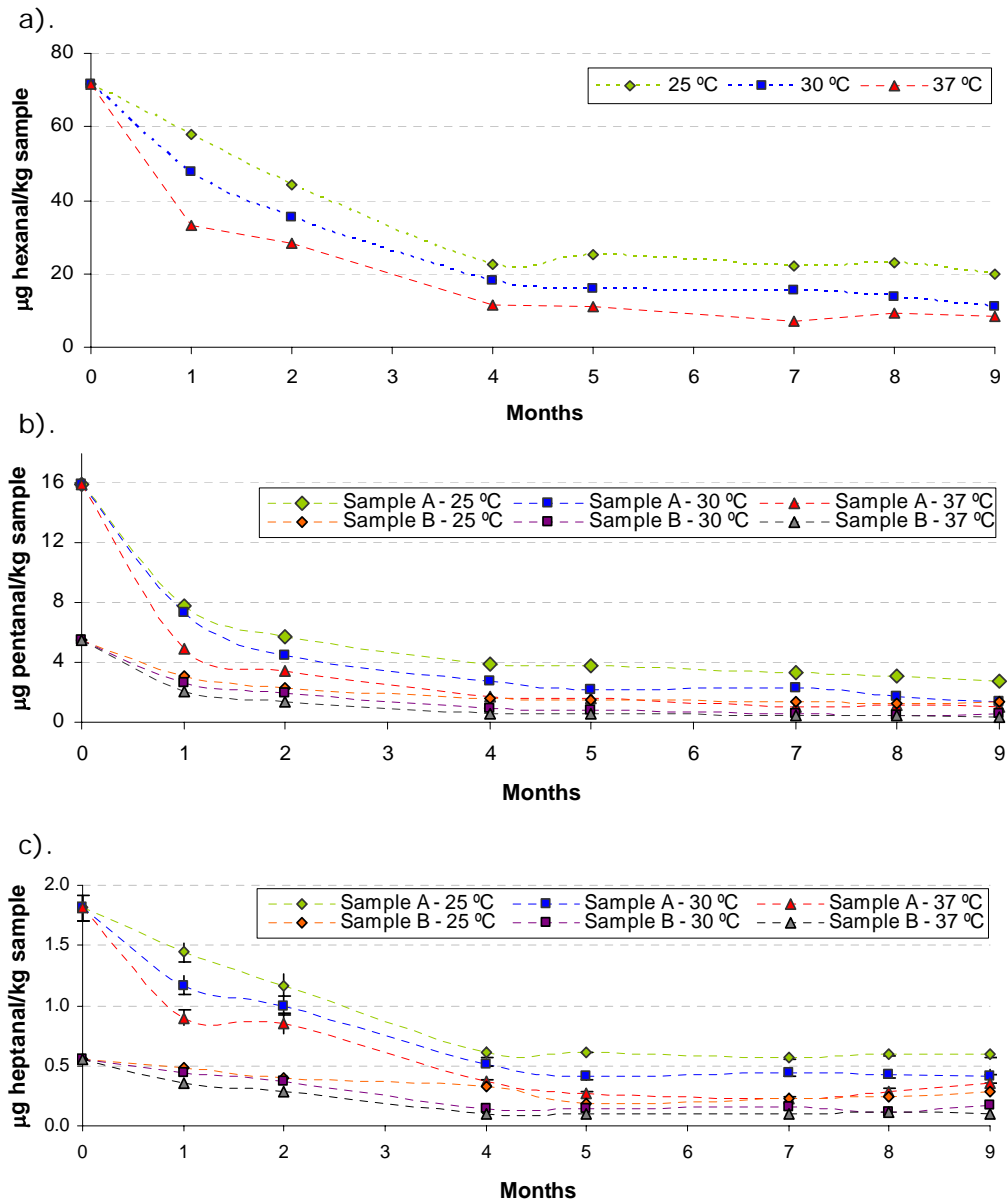 a).
80
60
40
20
0
µg hexanal/kg sample
25 ºC 30 ºC 37 ºC
0 1 2 3 4 5 6 7 8 9
Months
b).
16
12
8
4
0
µg pentanal/kg sample
Sample A - 25 ºC Sample A - 30 ºC Sample A - 37 ºC
Sample B - 25 ºC Sample B - 30 ºC Sample B - 37 ºC
0 1 2 3 4 5 6 7 8 9
Months
c).
2.0
1.5
1.0
0.5
0.0
µg heptanal/kg sample
Sample A - 25 ºC Sample A - 30 ºC Sample A - 37 ºC
Sample B - 25 ºC Sample B - 30 ºC Sample B - 37 ºC
0 1 2 3 4 5 6 7 8 9
Months